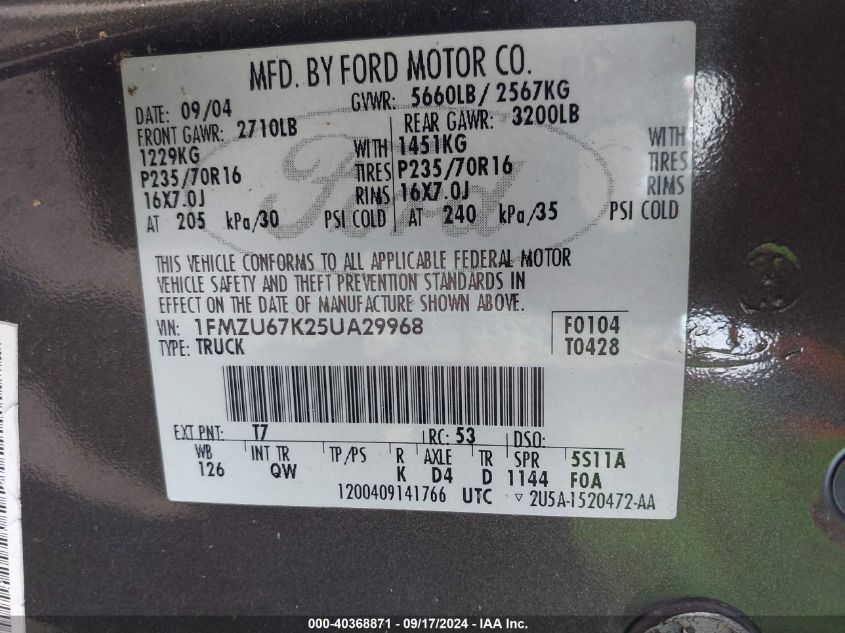 MFD. BY FORD MOTOR CO.
DATE: 09/04 GVWR: 5660LB/ 2567KG
FRONT GAWR: 2710LB REAR GAWR: 3200LB
1229KG WITH 1451KG WITH
P235/70R16 TIRES P235/70R16 TIRES
16X7.0J RIMS 16X7.0J RIMS
AT 205 kPa/30 PSI COLD AT 240 kPa/35 PSI COLD
Ford
THIS VEHICLE CONFORMS TO ALL APPLICABLE FEDERAL MOTOR
VEHICLE SAFETY AND THEFT PREVENTION STANDARDS IN
EFFECT ON THE DATE OF MANUFACTURE SHOWN ABOVE.
VIN: 1FMZU67K25UA29968 F0104
TYPE: TRUCK T0428
EXT PNT: T7 RC: 53 DSO:
WB INT TR TP/PS R AXLE TR SPR 5S11A
126 QW K D4 D 1144 F0A
1200409141766 UTC ▽ 2U5A-1520472-AA
000-40368871 - 09/17/2024 - IAA Inc.